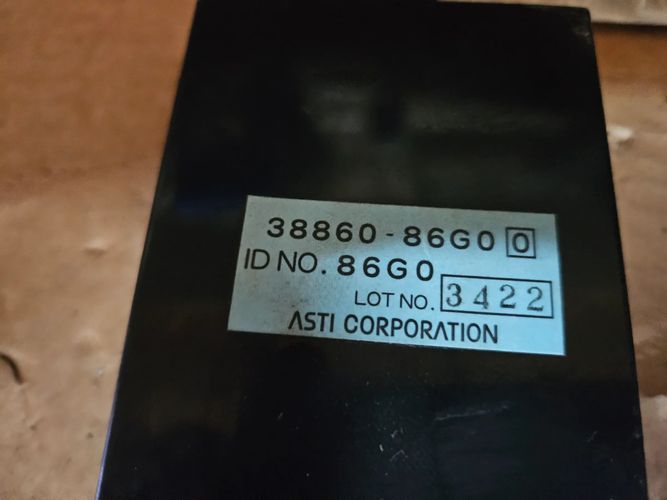 38860-86G0 0
ID NO. 86G0
LOT NO. 3422
ASTI CORPORATION